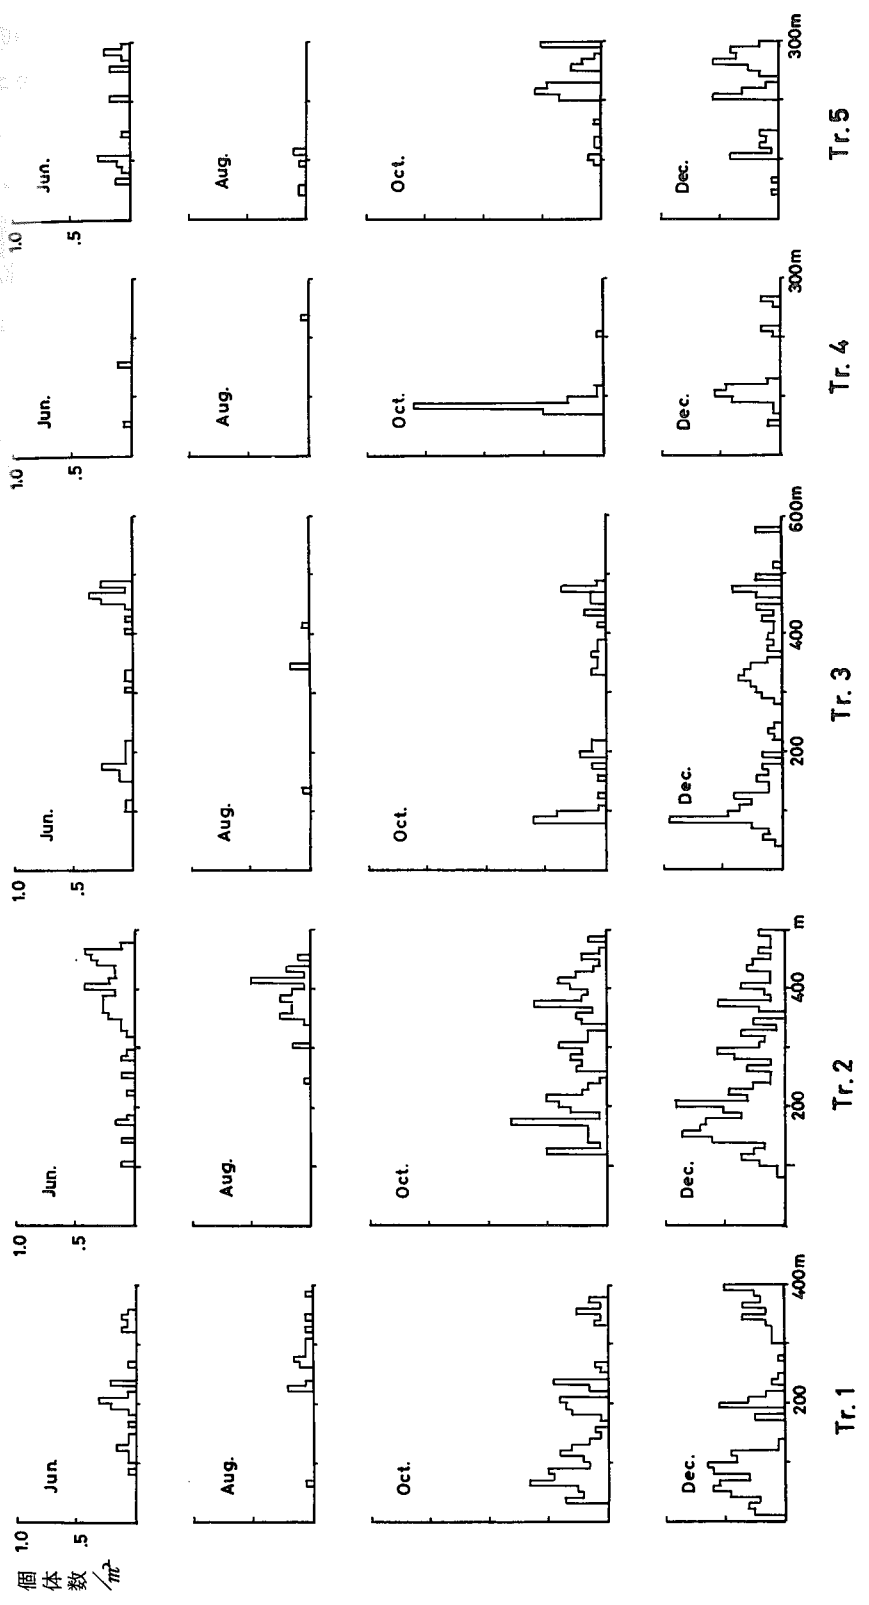 個体数/m²
1.0
.5
Jun.
1.0
.5
Jun.
1.0
.5
Jun.
1.0
.5
Jun.
1.0
.5
Jun.
Aug.
Aug.
Aug.
Aug.
Aug.
Oct.
Oct.
Oct.
Oct.
Oct.
Dec.
Dec.
Dec.
Dec.
Dec.
200
400m
200
400
m
200
400
600m
300m
300m
Tr.1
Tr. 2
Tr. 3
Tr. 4
Tr. 5